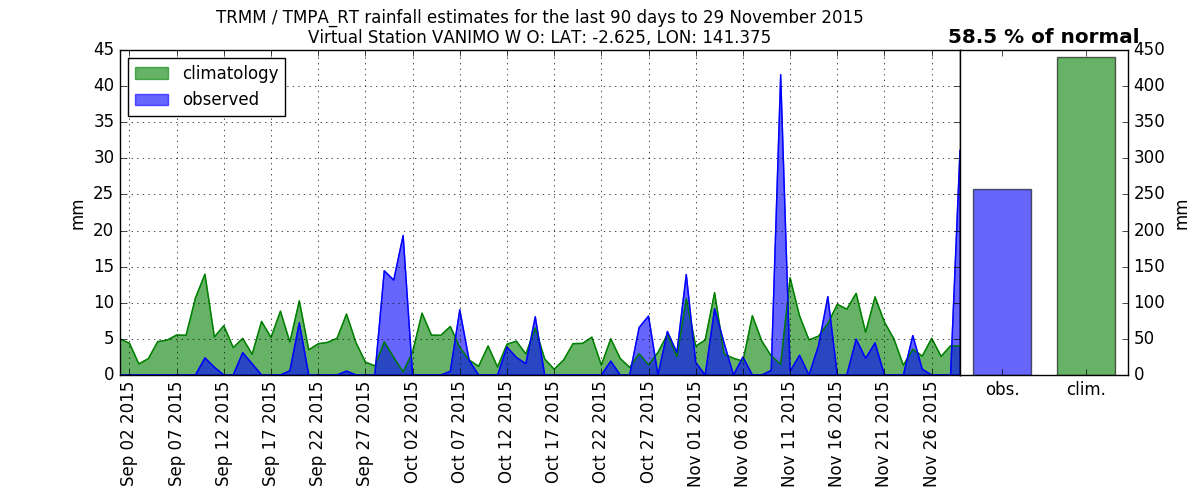 TRMM / TMPA_RT rainfall estimates for the last 90 days to 29 November 2015
Virtual Station VANIMO W O: LAT: -2.625, LON: 141.375
58.5 % of normal
climatology
observed
mm
45
40
35
30
25
20
15
10
5
0
450
400
350
300
250
200
150
100
50
0
mm
obs.
clim.
Sep 02 2015
Sep 07 2015
Sep 12 2015
Sep 17 2015
Sep 22 2015
Sep 27 2015
Oct 02 2015
Oct 07 2015
Oct 12 2015
Oct 17 2015
Oct 22 2015
Oct 27 2015
Nov 01 2015
Nov 06 2015
Nov 11 2015
Nov 16 2015
Nov 21 2015
Nov 26 2015